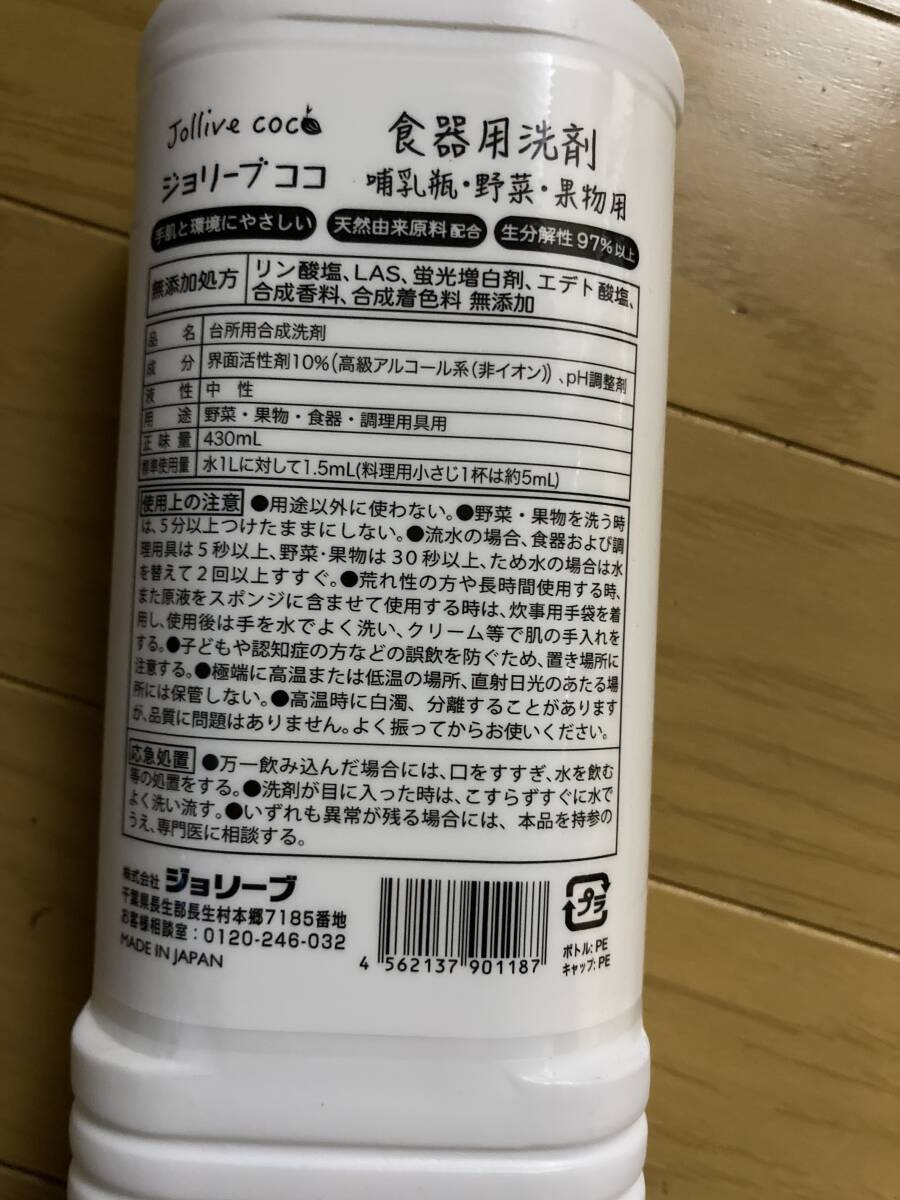 Jollive coco
ジョリーブココ
食器用洗剤
哺乳瓶・野菜・果物用
手肌と環境にやさしい
天然由来原料配合
生分解性97%以上
無添加処方
リン酸塩、LAS、蛍光増白剤、エデト酸塩、
合成香料、合成着色料 無添加
品名 台所用合成洗剤
成分 界面活性剤10%(高級アルコール系(非イオン))、pH調整剤
液性 中 性
用途 野菜・果物・食器・調理用具用
正味量 430mL
標準使用量 水1Lに対して1.5mL(料理用小さじ1杯は約5mL)
使用上の注意 ●用途以外に使わない。●野菜・果物を洗う時
は、5分以上つけたままにしない。●流水の場合、食器および調
理用具は5秒以上、野菜・果物は30秒以上、ため水の場合は水
を替えて2回以上すすぐ。●荒れ性の方や長時間使用する時、
また原液をスポンジに含ませて使用する時は、炊事用手袋を着
用し、使用後は手を水でよく洗い、クリーム等で肌の手入れを
する。●子どもや認知症の方などの誤飲を防ぐため、置き場所に
注意する。●極端に高温または低温の場所、直射日光のあたる場
所には保管しない。●高温時に白濁、分離することがあります
が、品質に問題はありません。よく振ってからお使いください。
応急処置 ●万一飲み込んだ場合には、口をすすぎ、水を飲む
等の処置をする。●洗剤が目に入った時は、こすらずすぐに水で
よく洗い流す。●いずれも異常が残る場合には、本品を持参の
うえ、専門医に相談する。
株式会社 ジョリーブ
千葉県長生郡長生村本郷7185番地
お客様相談室:0120-246-032
MADE IN JAPAN
4 562137 901187
プラ
ボトル:PE
キャップ:PE